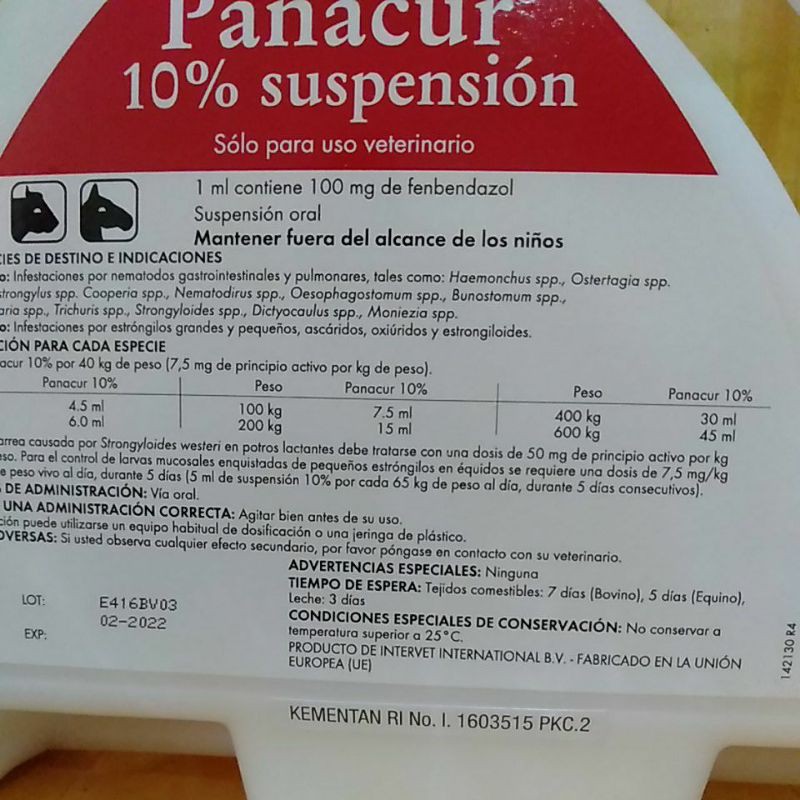 Panacur
10% suspensión
Sólo para uso veterinario
1 ml contiene 100 mg de fenbendazol
Suspensión oral
Mantener fuera del alcance de los niños
CIES DE DESTINO E INDICACIONES
o: Infestaciones por nematodos gastrointestinales y pulmonares, tales como: Haemonchus spp., Ostertagia spp.
strongylus spp. Cooperia spp., Nematodirus spp., Oesophagostomum spp., Bunostomum spp.,
aria spp., Trichuris spp., Strongyloides spp., Dictyocaulus spp., Moniezia spp.
o: Infestaciones por estróngilos grandes y pequeños, ascáridos, oxiúridos y estrongiloides.
CIÓN PARA CADA ESPECIE
acur 10% por 40 kg de peso (7,5 mg de principio activo por kg de peso).
Panacur 10% Peso Panacur 10% Peso Panacur 10%
4.5 ml 100 kg 7.5 ml 400 kg 30 ml
6.0 ml 200 kg 15 ml 600 kg 45 ml
arrea causada por Strongyloides westeri en potros lactantes debe tratarse con una dosis de 50 mg de principio activo por kg
eso. Para el control de larvas mucosales enquistadas de pequeños estróngilos en équidos se requiere una dosis de 7,5 mg/kg
e peso vivo al día, durante 5 días (5 ml de suspensión 10% por cada 65 kg de peso al día, durante 5 días consecutivos).
DE ADMINISTRACIÓN: Vía oral.
UNA ADMINISTRACIÓN CORRECTA: Agitar bien antes de su uso.
ción puede utilizarse un equipo habitual de dosificación o una jeringa de plástico.
DVERSAS: Si usted observa cualquier efecto secundario, por favor póngase en contacto con su veterinario.
ADVERTENCIAS ESPECIALES: Ninguna
TIEMPO DE ESPERA: Tejidos comestibles: 7 días (Bovino), 5 días (Equino),
Leche: 3 días
CONDICIONES ESPECIALES DE CONSERVACIÓN: No conservar a
temperatura superior a 25°C.
PRODUCTO DE INTERVET INTERNATIONAL B.V. - FABRICADO EN LA UNIÓN
EUROPEA (UE)
LOT: E416BV03
EXP: 02-2022
142130 R4
KEMENTAN RI No. I. 1603515 PKC.2